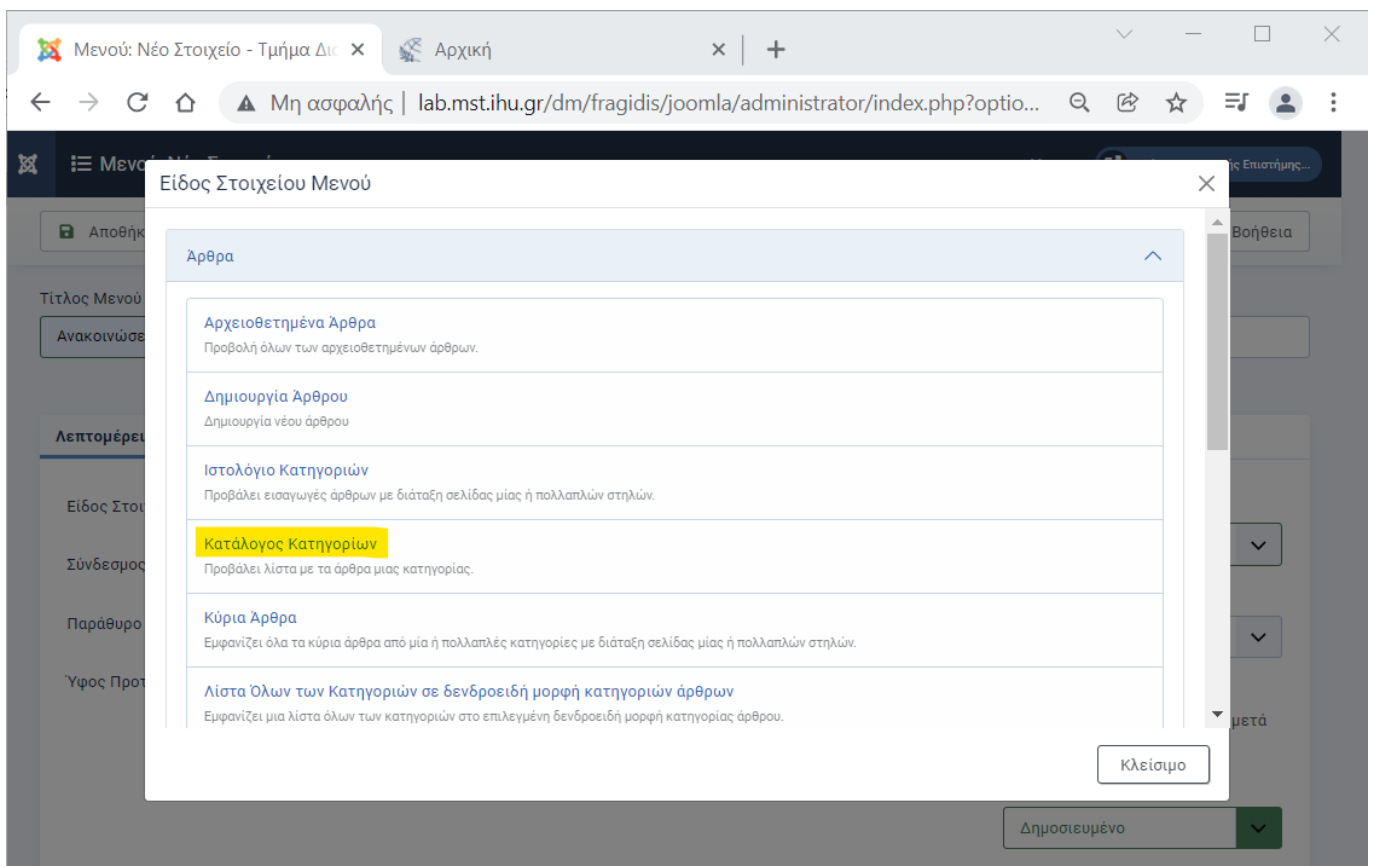 Μενού: Νέο Στοιχείο - Τμήμα Διο
Αρχική
Μη ασφαλής | lab.mst.ihu.gr/dm/fragidis/joomla/administrator/index.php?optio...
Είδος Στοιχείου Μενού
ής Επιστήμης...
Αποθήκ
Βοήθεια
Άρθρα
Τίτλος Μενού
Ανακοινώσε
Αρχειοθετημένα Άρθρα
Προβολή όλων των αρχειοθετημένων άρθρων.
Δημιουργία Άρθρου
Δημιουργία νέου άρθρου
Λεπτομέρει
Ιστολόγιο Κατηγοριών
Προβάλει εισαγωγές άρθρων με διάταξη σελίδας μίας ή πολλαπλών στηλών.
Είδος Στοι
Κατάλογος Κατηγορίων
Προβάλει λίστα με τα άρθρα μιας κατηγορίας.
Σύνδεσμος
Κύρια Άρθρα
Εμφανίζει όλα τα κύρια άρθρα από μία ή πολλαπλές κατηγορίες με διάταξη σελίδας μίας ή πολλαπλών στηλών.
Παράθυρο
Ύφος Προτ
Λίστα Όλων των Κατηγοριών σε δενδροειδή μορφή κατηγοριών άρθρων
Εμφανίζει μια λίστα όλων των κατηγοριών στο επιλεγμένη δενδροειδή μορφή κατηγορίας άρθρου.
μετά
Κλείσιμο
Δημοσιευμένο